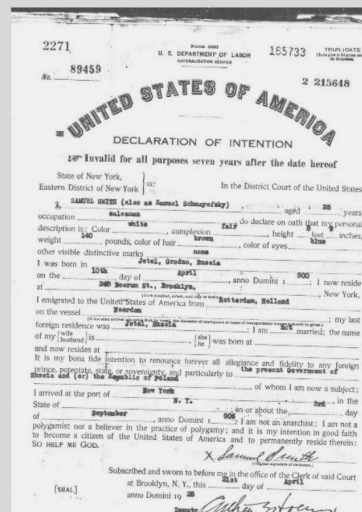 2271
Form 2202
U. S. DEPARTMENT OF LABOR
NATURALIZATION SERVICE
165733
TRIPLICATE
No. 89459
2 215648
UNITED STATES OF AMERICA
DECLARATION OF INTENTION
Invalid for all purposes seven years after the date hereof
State of New York,
Eastern District of New York } ss:
In the District Court of the United States
I, SAMUEL SMITH (also as Samuel Schmayefsky) aged 25 years
occupation salesman do declare on oath that my personal
description is: Color white, complexion fair, height 5 feet 9 inches,
weight 140 pounds, color of hair brown, color of eyes blue
other visible distinctive marks none
I was born in Jetel, Grodno, Russia
on the 15th day of April, anno Domini 1 900; I now reside
at 240 Boerum St., Brooklyn, New York.
I emigrated to the United States of America from Rotterdam, Holland
on the vessel Noordam; my last
foreign residence was Jetel, Russia; I am not married; the name
of my {wife husband} is; {she he} was born at
and now resides at
It is my bona fide intention to renounce forever all allegiance and fidelity to any foreign
prince, potentate, state, or sovereignty, and particularly to the present Government of
Russia and (or) the Republic of Poland, of whom I am now a subject;
I arrived at the port of New York, in the
State of N. Y. on or about the 3rd day
of September, anno Domini 1 906; I am not an anarchist; I am not a
polygamist nor a believer in the practice of polygamy; and it is my intention in good faith
to become a citizen of the United States of America and to permanently reside therein:
SO HELP ME GOD.
X Samuel Smith
Subscribed and sworn to before me in the office of the Clerk of said Court
at Brooklyn, N. Y., this 21st day of April
[SEAL] anno Domini 19 25
Deputy